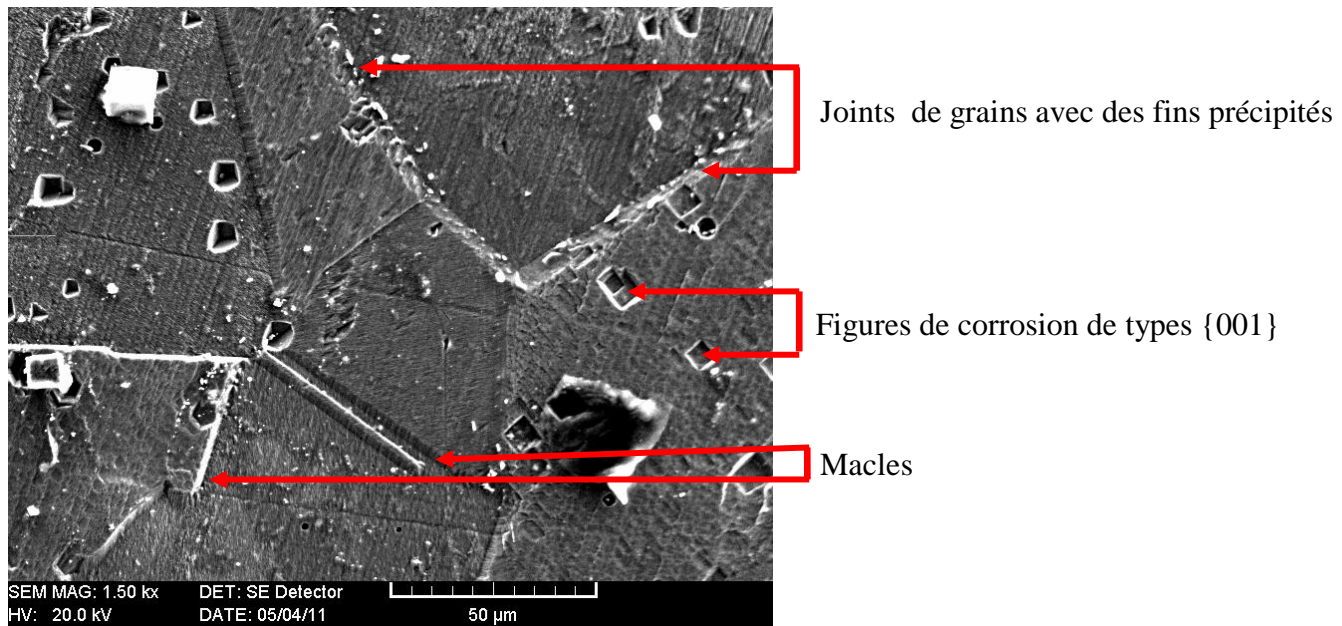 Joints de grains avec des fins précipités
Figures de corrosion de types {001}
Macles
SEM MAG: 1.50 kx DET: SE Detector
HV: 20.0 kV DATE: 05/04/11 50 µm